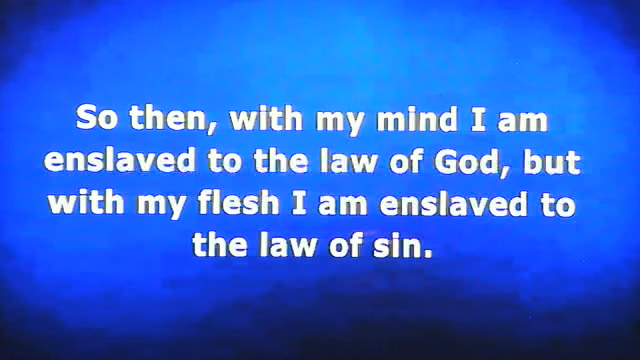 So then, with my mind I am
enslaved to the law of God, but
with my flesh I am enslaved to
the law of sin.